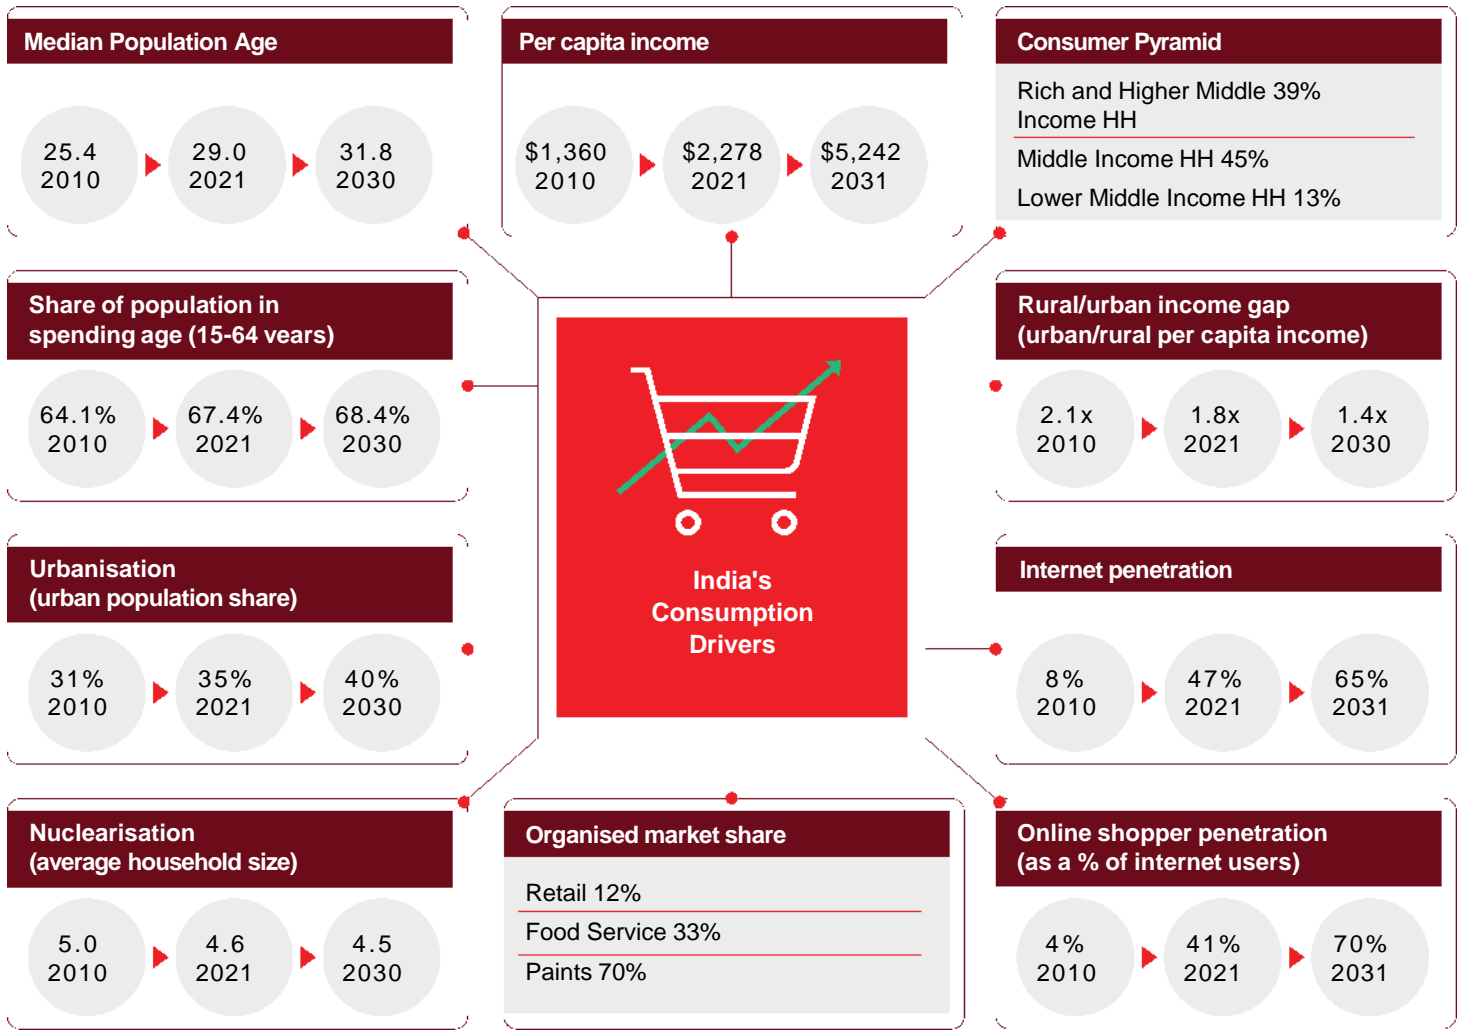 Median Population Age
25.4
2010
29.0
2021
31.8
2030
Per capita income
$1,360
2010
$2,278
2021
$5,242
2031
Consumer Pyramid
Rich and Higher Middle 39%
Income HH
Middle Income HH 45%
Lower Middle Income HH 13%
Share of population in
spending age (15-64 years)
64.1%
2010
67.4%
2021
68.4%
2030
India's
Consumption
Drivers
Rural/urban income gap
(urban/rural per capita income)
2.1x
2010
1.8x
2021
1.4x
2030
Urbanisation
(urban population share)
31%
2010
35%
2021
40%
2030
Internet penetration
8%
2010
47%
2021
65%
2031
Nuclearisation
(average household size)
5.0
2010
4.6
2021
4.5
2030
Organised market share
Retail 12%
Food Service 33%
Paints 70%
Online shopper penetration
(as a % of internet users)
4%
2010
41%
2021
70%
2031